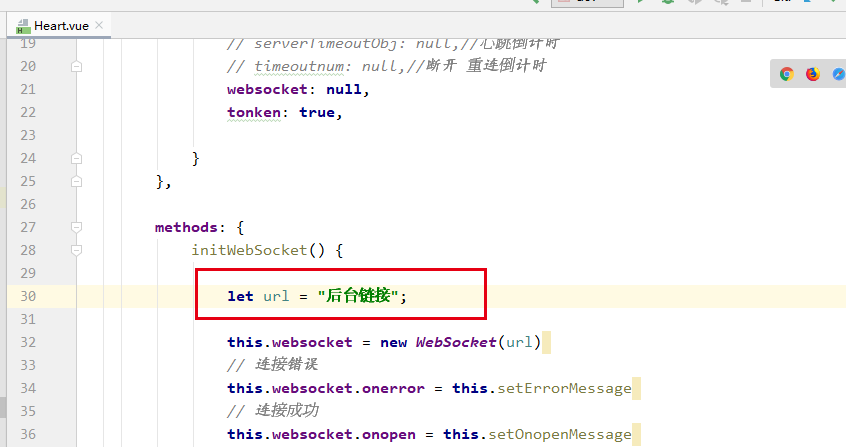 Heart.vue
19 // serverTimeoutObj: null,//心跳倒计时
20 // timeoutnum: null,//断开 重连倒计时
21 websocket: null,
22 tonken: true,
23
24 }
25 },
26
27 methods: {
28 initWebSocket() {
29
30 let url = "后台链接";
31
32 this.websocket = new WebSocket(url)
33 // 连接错误
34 this.websocket.onerror = this.setErrorMessage
35 // 连接成功
36 this.websocket.onopen = this.setOnopenMessage